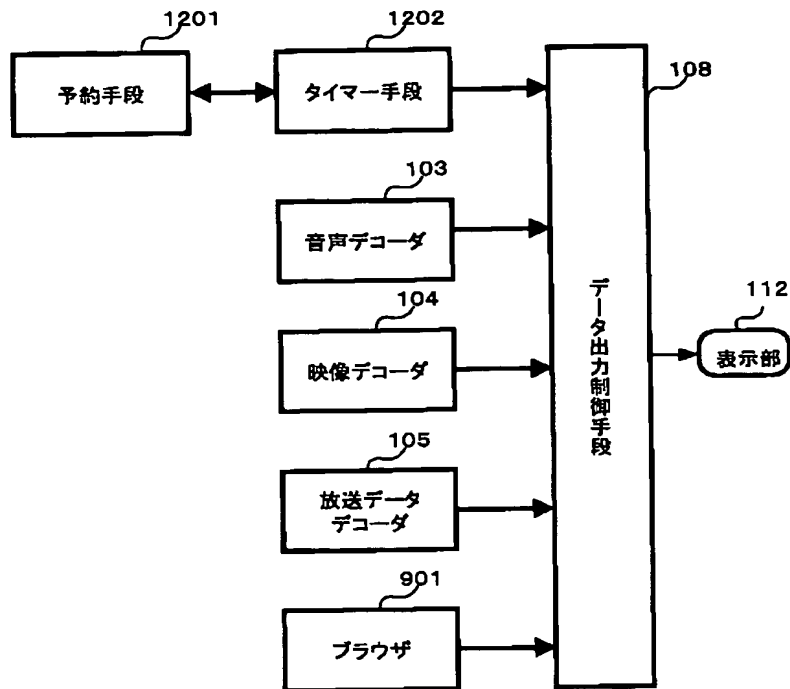 1201
予約手段
1202
タイマー手段
108
103
音声デコーダ
104
映像デコーダ
105
放送データ
デコーダ
901
ブラウザ
データ出力制御手段
112
表示部